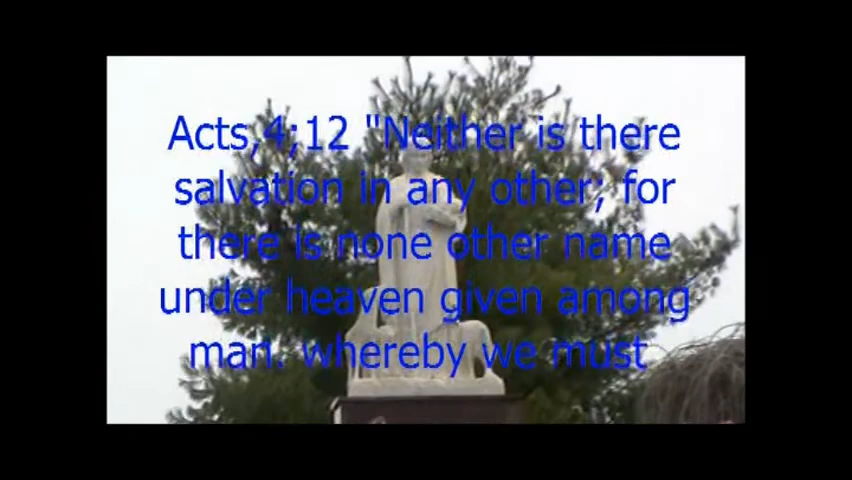 Acts,4;12 "Neither is there
salvation in any other; for
there is none other name
under heaven given among
man. whereby we must